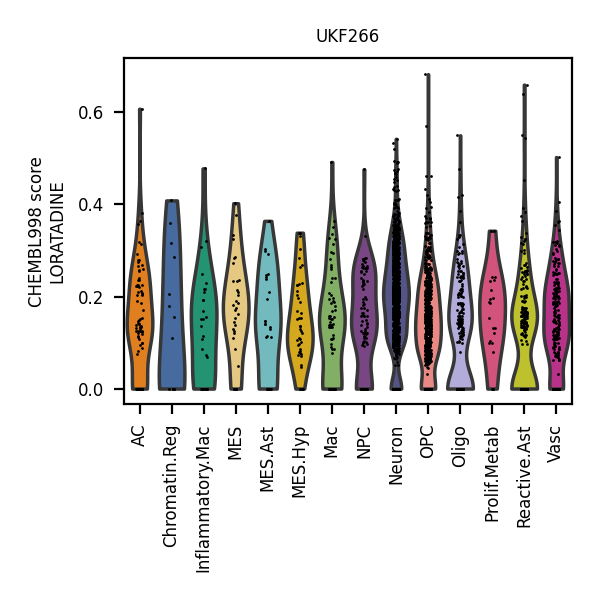 UKF266
CHEMBL998 score
LORATADINE
0.6
0.4
0.2
0.0
AC
Chromatin.Reg
Inflammatory.Mac
MES
MES.Ast
MES.Hyp
Mac
NPC
Neuron
OPC
Oligo
Prolif.Metab
Reactive.Ast
Vasc